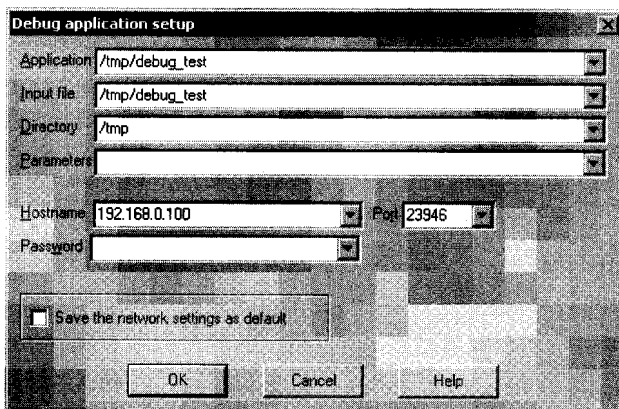 Debug application setup
Application /tmp/debug_test
Input file /tmp/debug_test
Directory /tmp
Parameters
Hostname 192.168.0.100 Port 23946
Password
Save the network settings as default
OK Cancel Help